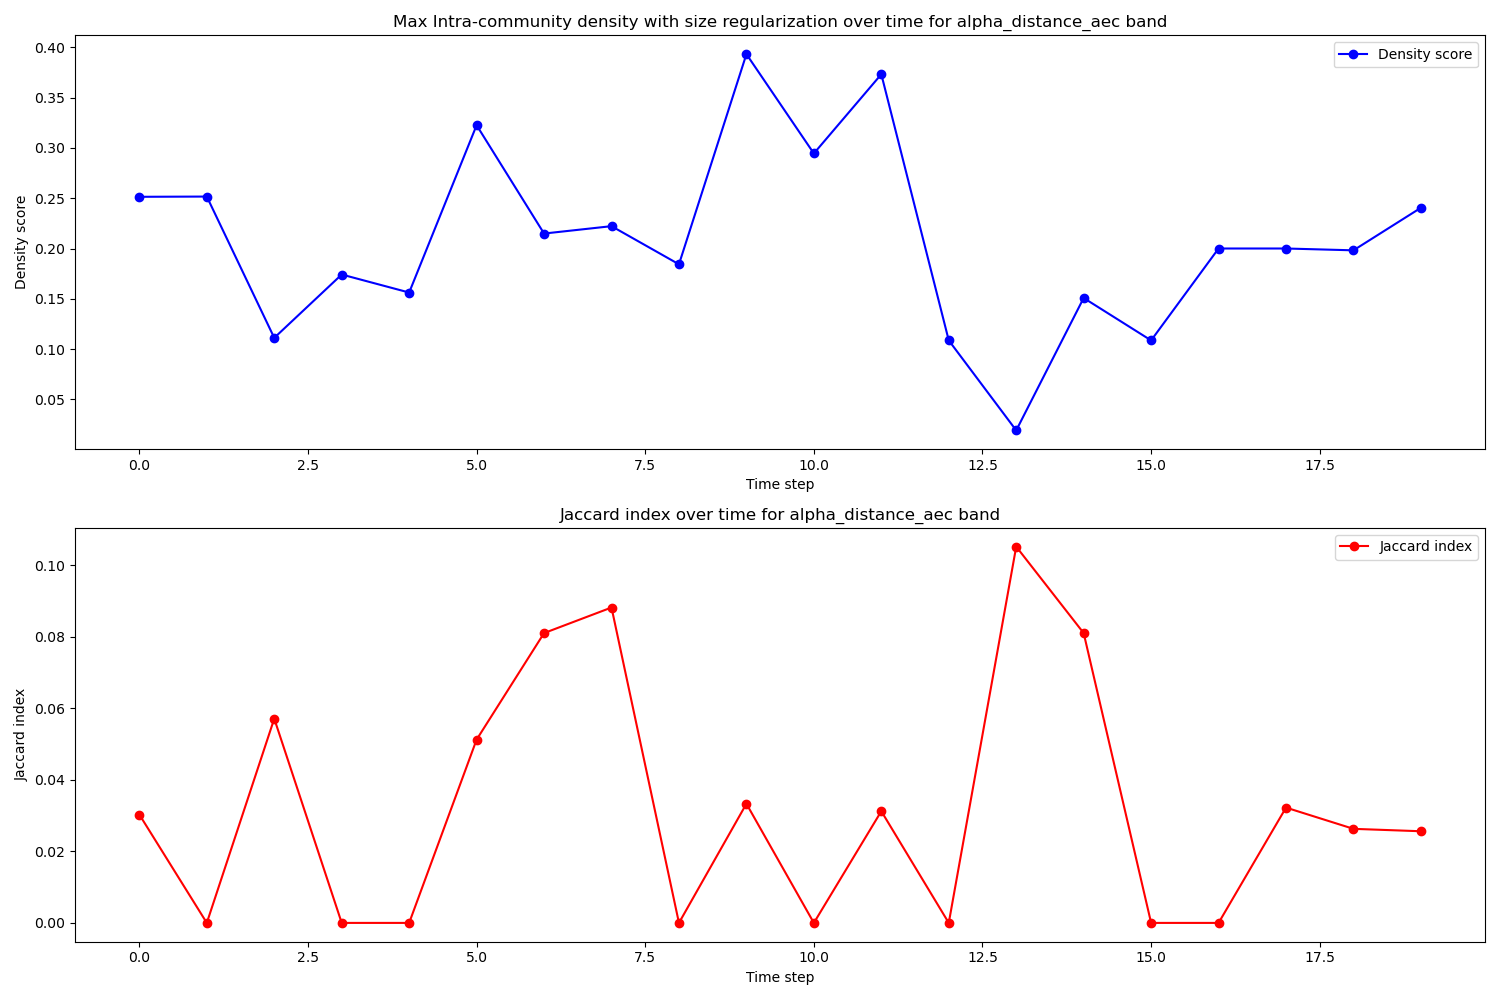 Max Intra-community density with size regularization over time for alpha_distance_aec band
Density score
0.40
0.35
0.30
0.25
0.20
0.15
0.10
0.05
Density score
0.0 2.5 5.0 7.5 10.0 12.5 15.0 17.5
Time step
Jaccard index over time for alpha_distance_aec band
Jaccard index
0.10
0.08
0.06
0.04
0.02
0.00
Jaccard index
0.0 2.5 5.0 7.5 10.0 12.5 15.0 17.5
Time step